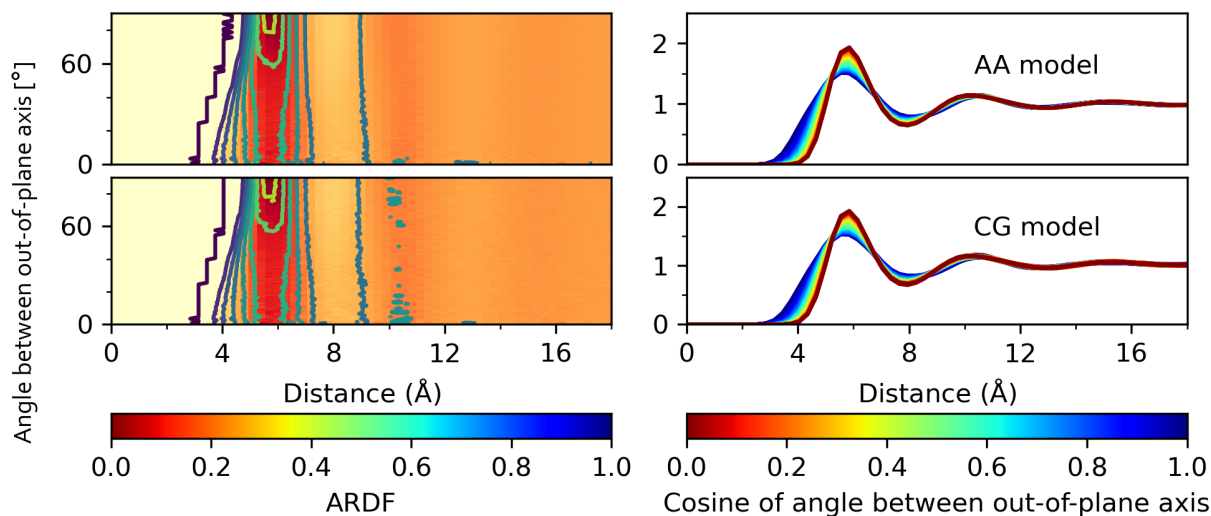 Angle between out-of-plane axis [°]
60
0
60
0
0 4 8 12 16
Distance (Å)
0.0 0.2 0.4 0.6 0.8 1.0
ARDF
2
1
0
AA model
2
1
0
CG model
0 4 8 12 16
Distance (Å)
0.0 0.2 0.4 0.6 0.8 1.0
Cosine of angle between out-of-plane axis